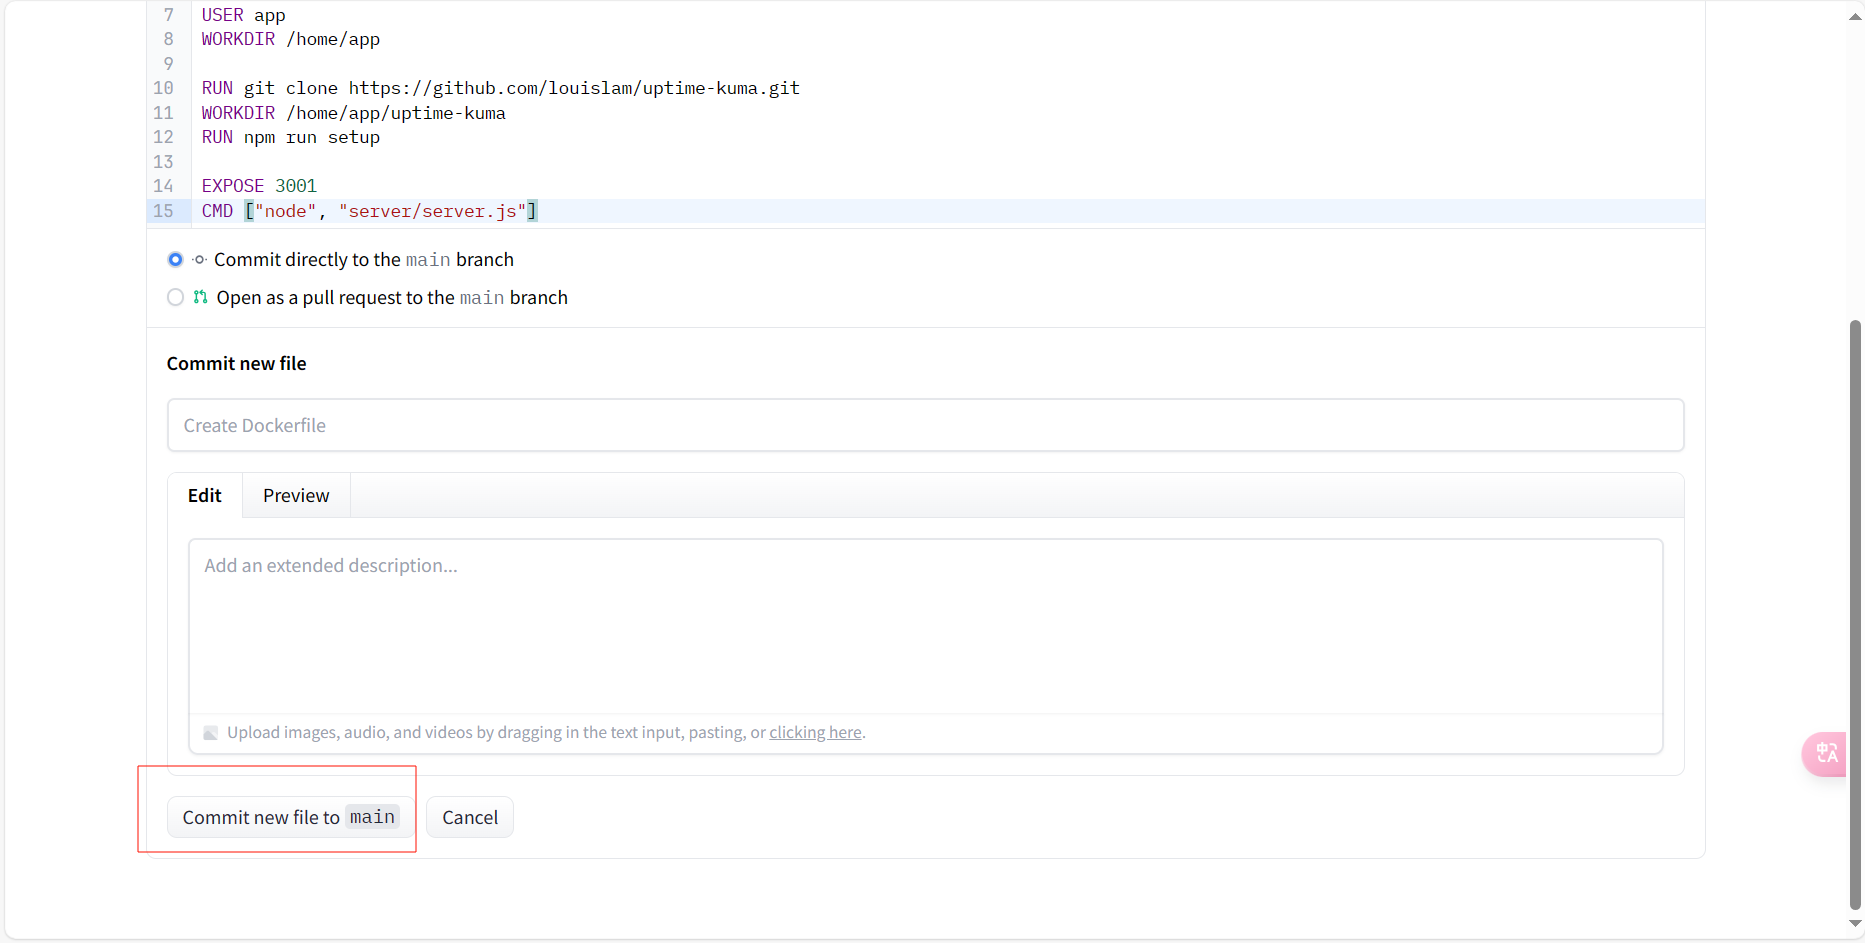 7 USER app
8 WORKDIR /home/app
9
10 RUN git clone https://github.com/louislam/uptime-kuma.git
11 WORKDIR /home/app/uptime-kuma
12 RUN npm run setup
13
14 EXPOSE 3001
15 CMD ["node", "server/server.js"]
Commit directly to the main branch
Open as a pull request to the main branch
Commit new file
Create Dockerfile
Edit Preview
Add an extended description...
Upload images, audio, and videos by dragging in the text input, pasting, or clicking here.
中A
Commit new file to main Cancel